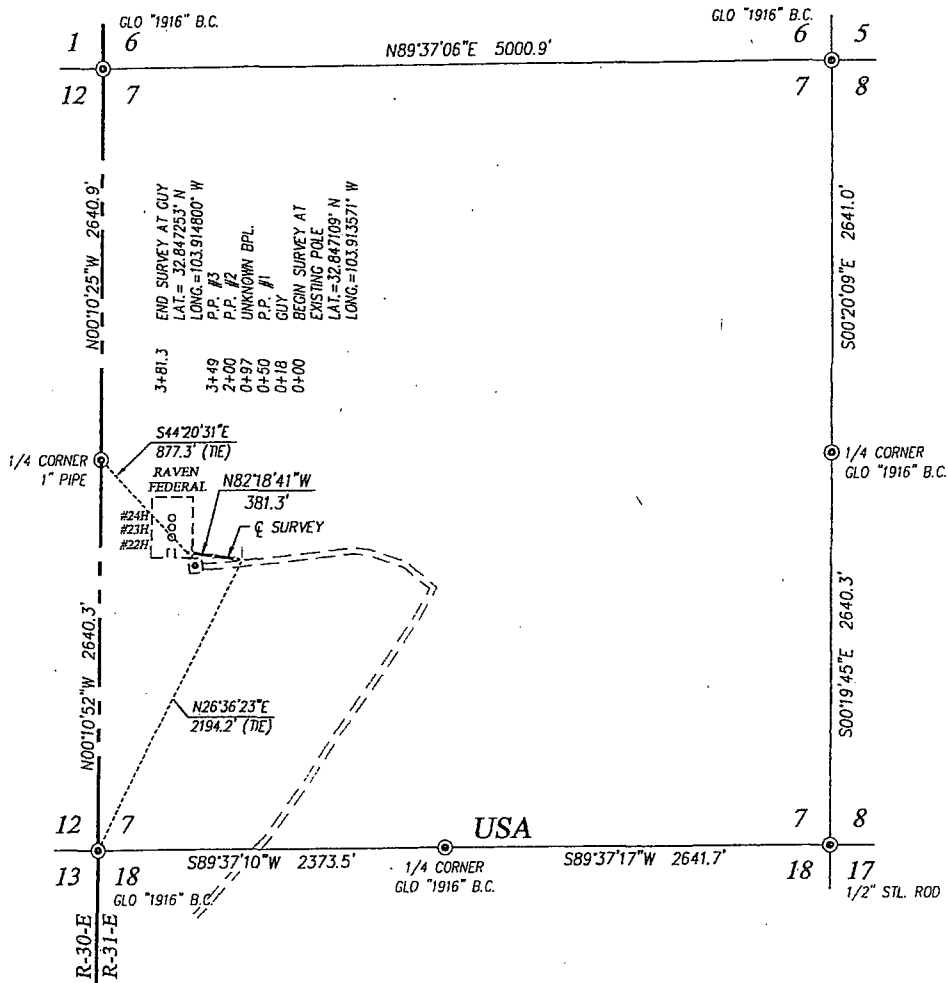 GLO "1916" B.C.
GLO "1916" B.C.
1 6
6 5
N89°37'06"E 5000.9'
12 7
7 8
N00°10'25"W 2640.9'
S00°20'09"E 2641.0'
3+81.3 END SURVEY AT GUY
LAT.= 32.847253° N
LONG.=103.914800° W
3+49 P.P. #3
2+00 P.P. #2
0+97 UNKNOWN BPL.
0+50 P.P. #1
0+18 GUY
0+00 BEGIN SURVEY AT
EXISTING POLE
LAT.=32.847109° N
LONG.=103.913571° W
1/4 CORNER
1" PIPE
S44°20'31"E
877.3' (TIE)
1/4 CORNER
GLO "1916" B.C.
RAVEN
FEDERAL
#24H
#23H
#22H
N82°18'41"W
381.3'
℄ SURVEY
N00°10'52"W 2640.3'
S00°19'45"E 2640.3'
N26°36'23"E
2194.2' (TIE)
12 7
USA
7 8
S89°37'10"W 2373.5'
S89°37'17"W 2641.7'
13 18
GLO "1916" B.C.
1/4 CORNER
GLO "1916" B.C.
18 17
1/2" STL. ROD
R-30-E
R-31-E